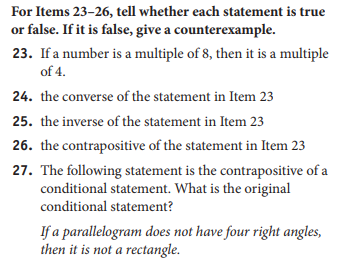 For Items 23–26, tell whether each statement is true
or false. If it is false, give a counterexample.
23. If a number is a multiple of 8, then it is a multiple
of 4.
24. the converse of the statement in Item 23
25. the inverse of the statement in Item 23
26. the contrapositive of the statement in Item 23
27. The following statement is the contrapositive of a
conditional statement. What is the original
conditional statement?
If a parallelogram does not have four right angles,
then it is not a rectangle.